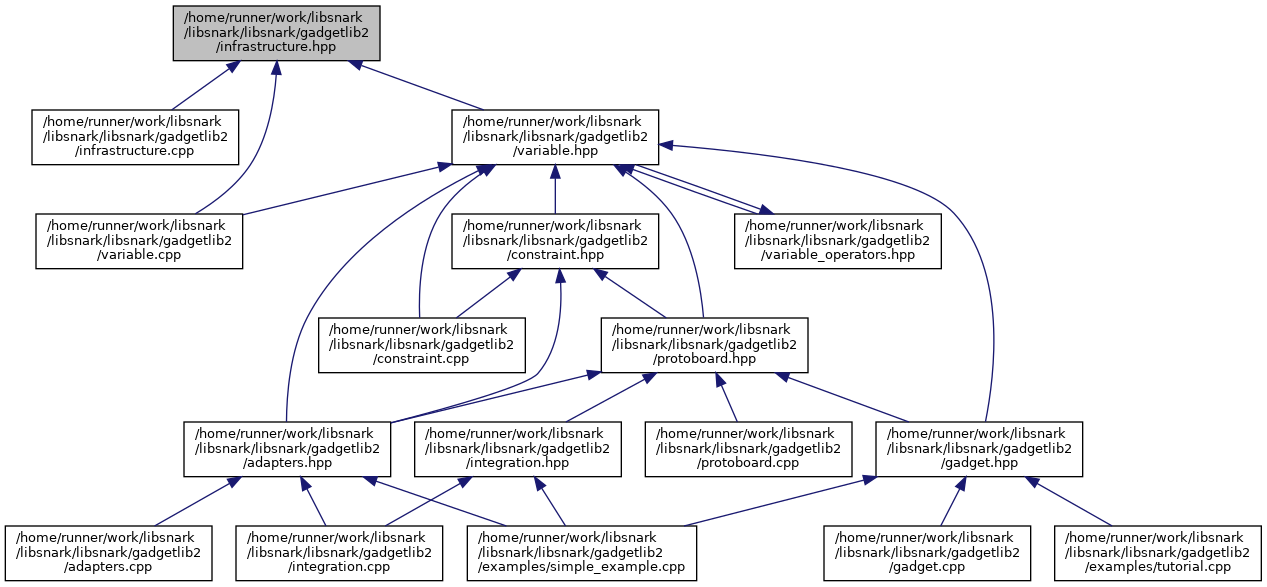 /home/runner/work/libsnark
/libsnark/libsnark/gadgetlib2
/infrastructure.hpp
/home/runner/work/libsnark
/libsnark/libsnark/gadgetlib2
/infrastructure.cpp
/home/runner/work/libsnark
/libsnark/libsnark/gadgetlib2
/variable.hpp
/home/runner/work/libsnark
/libsnark/libsnark/gadgetlib2
/variable.cpp
/home/runner/work/libsnark
/libsnark/libsnark/gadgetlib2
/constraint.hpp
/home/runner/work/libsnark
/libsnark/libsnark/gadgetlib2
/variable_operators.hpp
/home/runner/work/libsnark
/libsnark/libsnark/gadgetlib2
/constraint.cpp
/home/runner/work/libsnark
/libsnark/libsnark/gadgetlib2
/protoboard.hpp
/home/runner/work/libsnark
/libsnark/libsnark/gadgetlib2
/adapters.hpp
/home/runner/work/libsnark
/libsnark/libsnark/gadgetlib2
/integration.hpp
/home/runner/work/libsnark
/libsnark/libsnark/gadgetlib2
/protoboard.cpp
/home/runner/work/libsnark
/libsnark/libsnark/gadgetlib2
/gadget.hpp
/home/runner/work/libsnark
/libsnark/libsnark/gadgetlib2
/adapters.cpp
/home/runner/work/libsnark
/libsnark/libsnark/gadgetlib2
/integration.cpp
/home/runner/work/libsnark
/libsnark/libsnark/gadgetlib2
/examples/simple_example.cpp
/home/runner/work/libsnark
/libsnark/libsnark/gadgetlib2
/gadget.cpp
/home/runner/work/libsnark
/libsnark/libsnark/gadgetlib2
/examples/tutorial.cpp